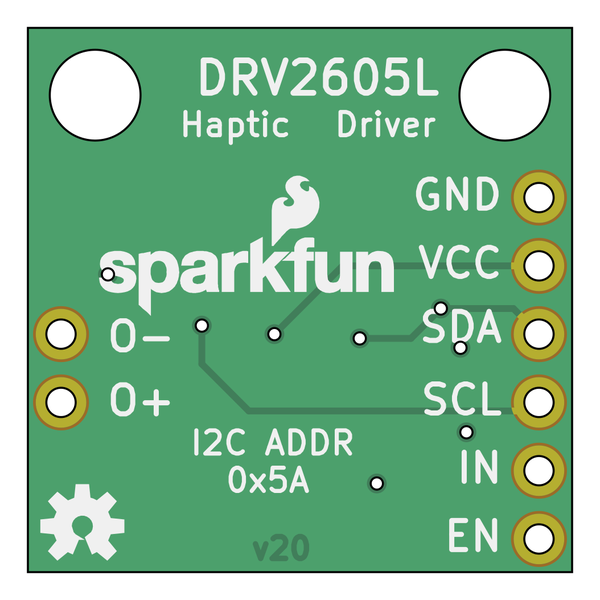 DRV2605L
Haptic Driver
GND
sparkfun
VCC
SDA
O-
SCL
O+
I2C ADDR
0x5A
IN
EN
v20